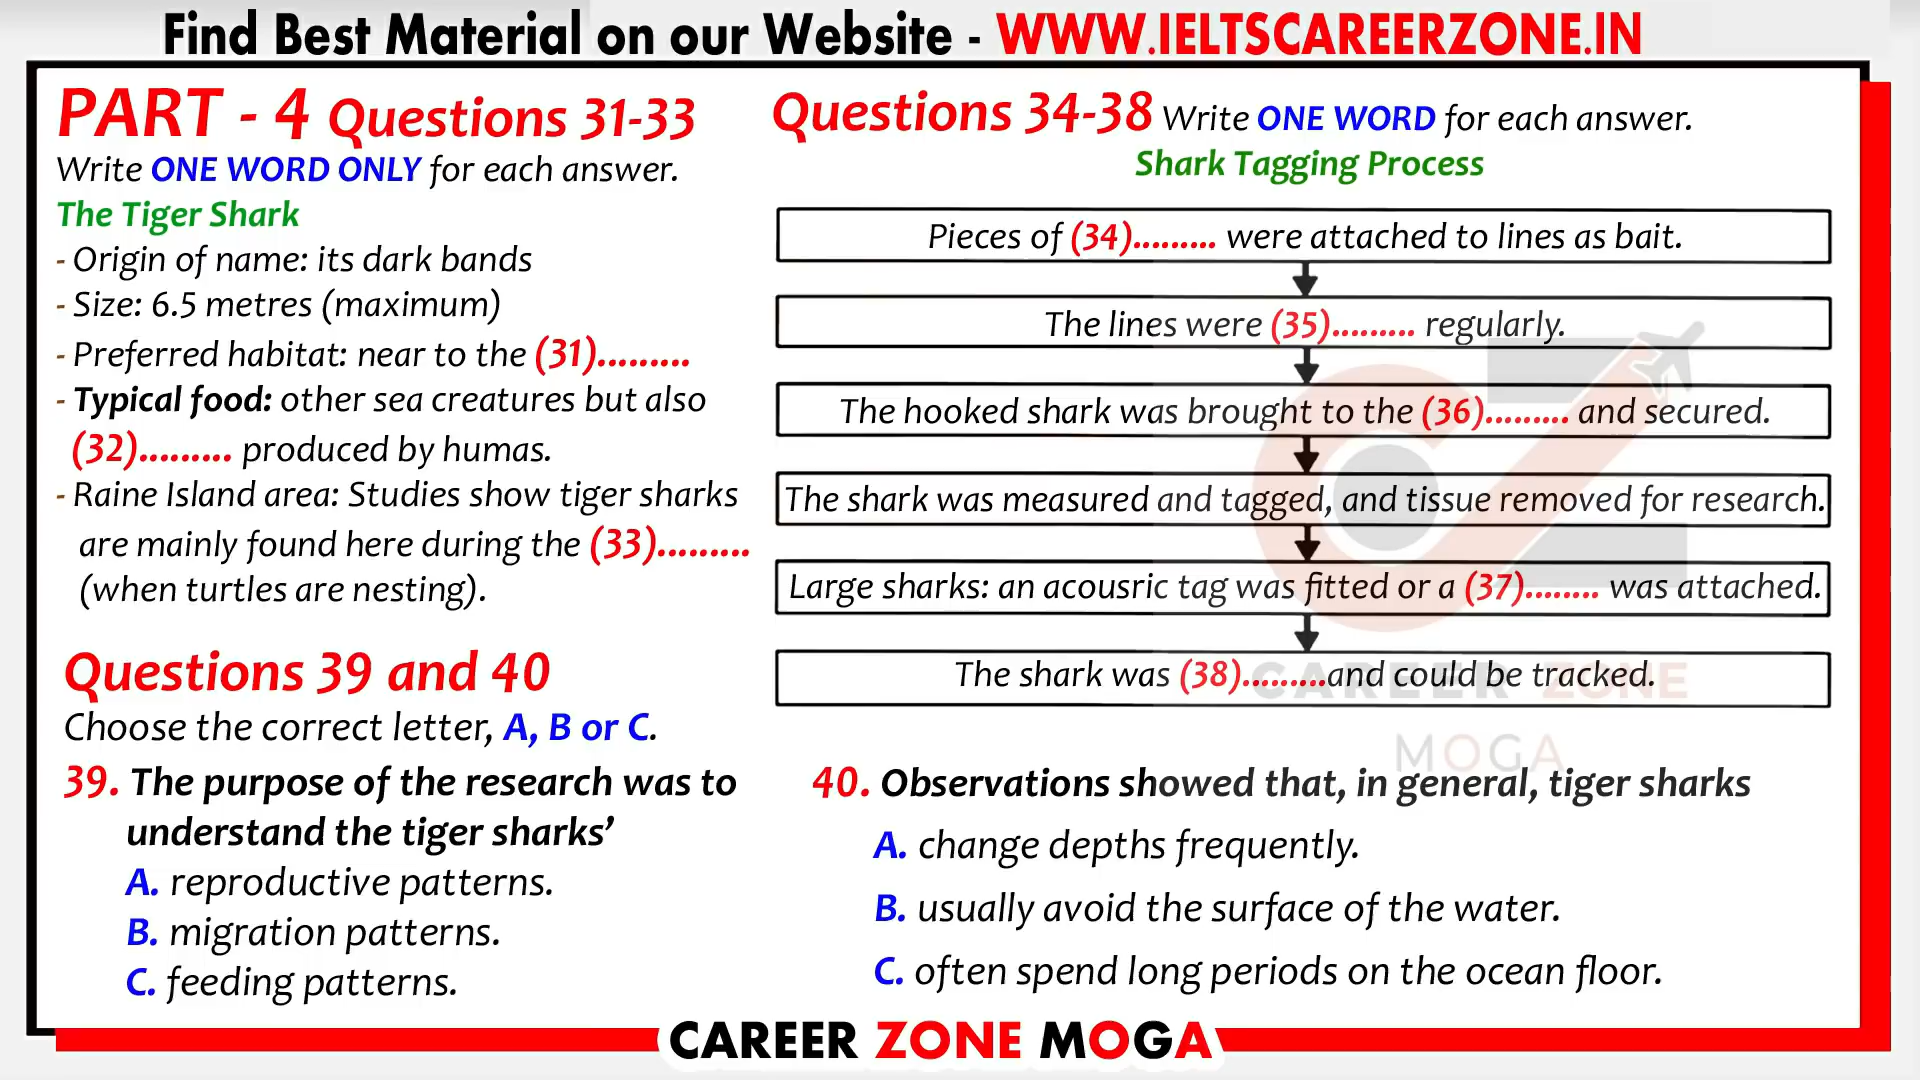 Find Best Material on our Website - WWW.IELTSCAREERZONE.IN
PART - 4 Questions 31-33
Write ONE WORD ONLY for each answer.
The Tiger Shark
- Origin of name: its dark bands
- Size: 6.5 metres (maximum)
- Preferred habitat: near to the (31).........
- Typical food: other sea creatures but also
(32)......... produced by humas.
- Raine Island area: Studies show tiger sharks
are mainly found here during the (33).........
(when turtles are nesting).
Questions 34-38 Write ONE WORD for each answer.
Shark Tagging Process
Pieces of (34)......... were attached to lines as bait.
The lines were (35)......... regularly.
The hooked shark was brought to the (36)......... and secured.
The shark was measured and tagged, and tissue removed for research.
Large sharks: an acousric tag was fitted or a (37)........ was attached.
The shark was (38).........and could be tracked.
CAREER ZONE
MOGA
Questions 39 and 40
Choose the correct letter, A, B or C.
39. The purpose of the research was to
understand the tiger sharks’
A. reproductive patterns.
B. migration patterns.
C. feeding patterns.
40. Observations showed that, in general, tiger sharks
A. change depths frequently.
B. usually avoid the surface of the water.
C. often spend long periods on the ocean floor.
CAREER ZONE MOGA